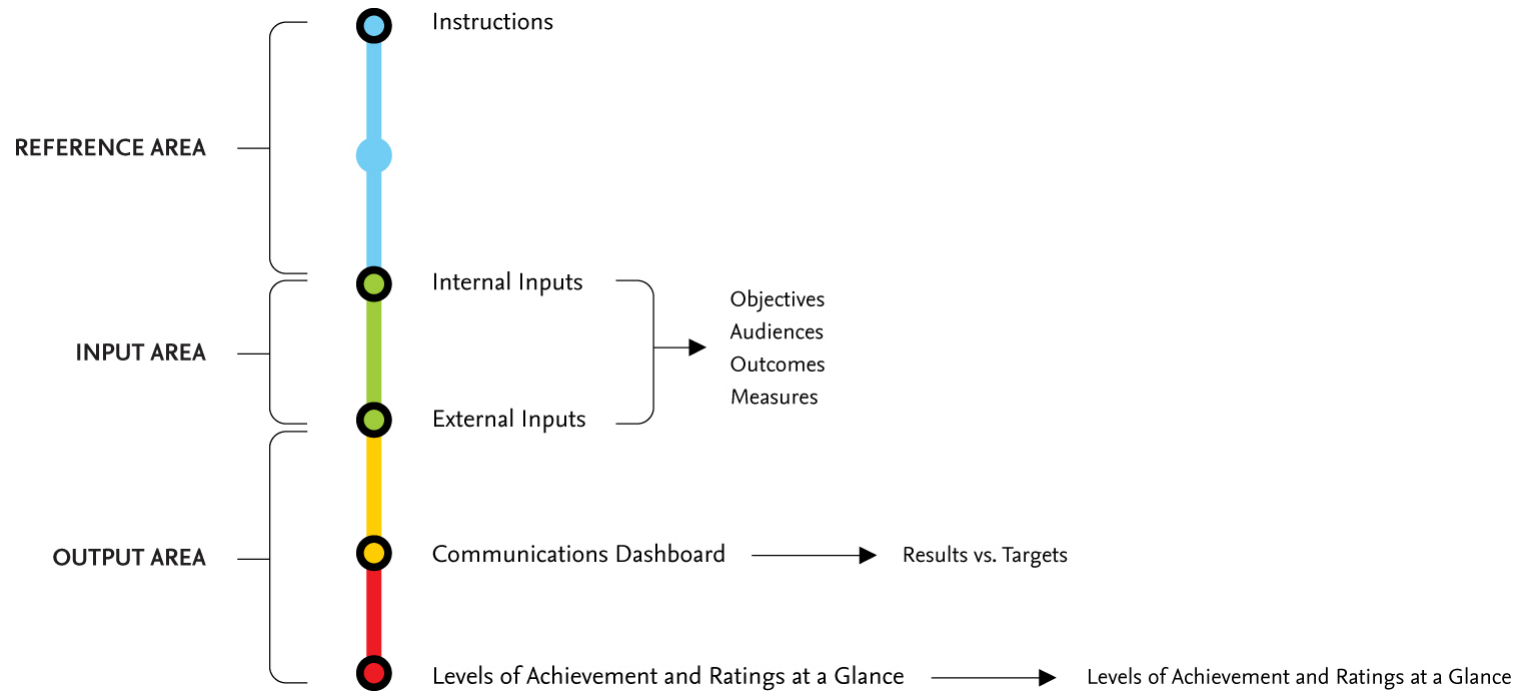 Instructions
REFERENCE AREA
Internal Inputs
Objectives
Audiences
INPUT AREA
Outcomes
Measures
External Inputs
OUTPUT AREA
Communications Dashboard
Results vs. Targets
Levels of Achievement and Ratings at a Glance
Levels of Achievement and Ratings at a Glance